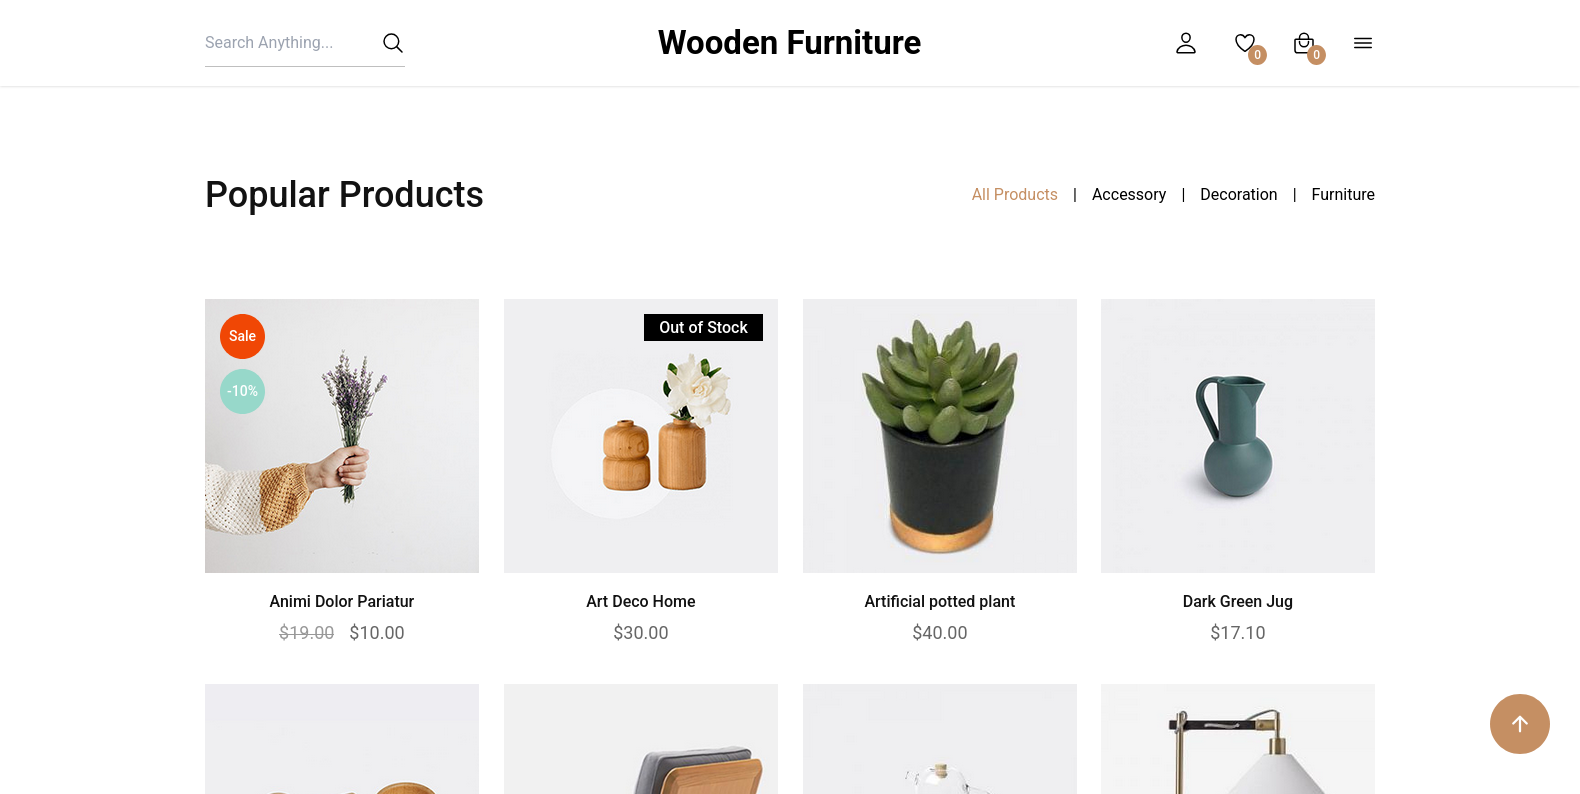 Search Anything...
Wooden Furniture
0
0
Popular Products
All Products | Accessory | Decoration | Furniture
Sale
-10%
Out of Stock
Animi Dolor Pariatur
$19.00 $10.00
Art Deco Home
$30.00
Artificial potted plant
$40.00
Dark Green Jug
$17.10